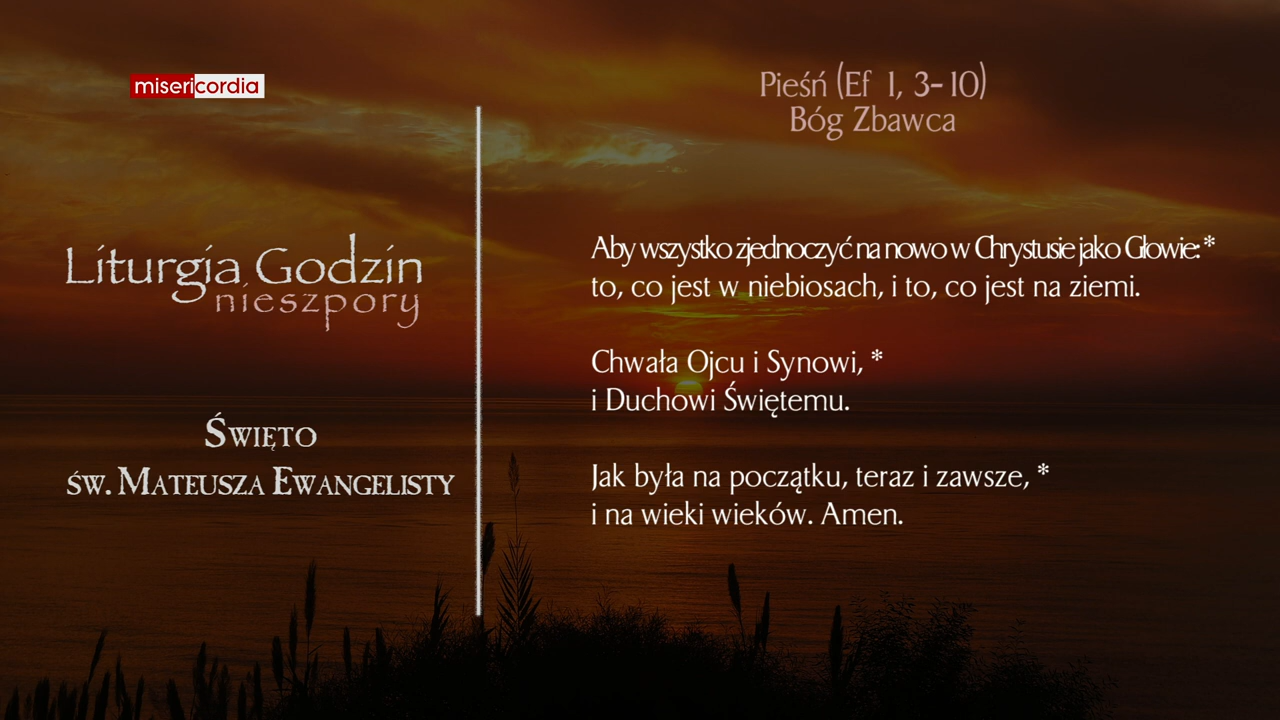 misericordia
Liturgia Godzin
nieszpory
Święto
św. Mateusza Ewangelisty
Pieśń (Ef 1, 3-10)
Bóg Zbawca
Aby wszystko zjednoczyć na nowo w Chrystusie jako Głowie: *
to, co jest w niebiosach, i to, co jest na ziemi.
Chwała Ojcu i Synowi, *
i Duchowi Świętemu.
Jak była na początku, teraz i zawsze, *
i na wieki wieków. Amen.